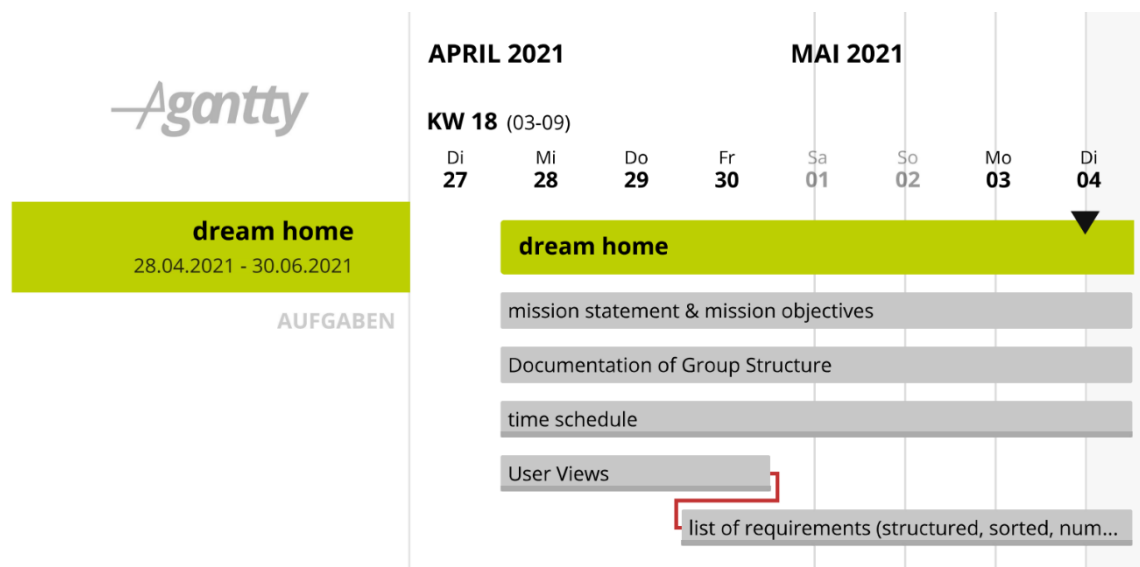 Agantty
APRIL 2021
MAI 2021
KW 18 (03-09)
Di Mi Do Fr Sa So Mo Di
27 28 29 30 01 02 03 04
dream home
28.04.2021 - 30.06.2021
dream home
AUFGABEN
mission statement & mission objectives
Documentation of Group Structure
time schedule
User Views
list of requirements (structured, sorted, num...